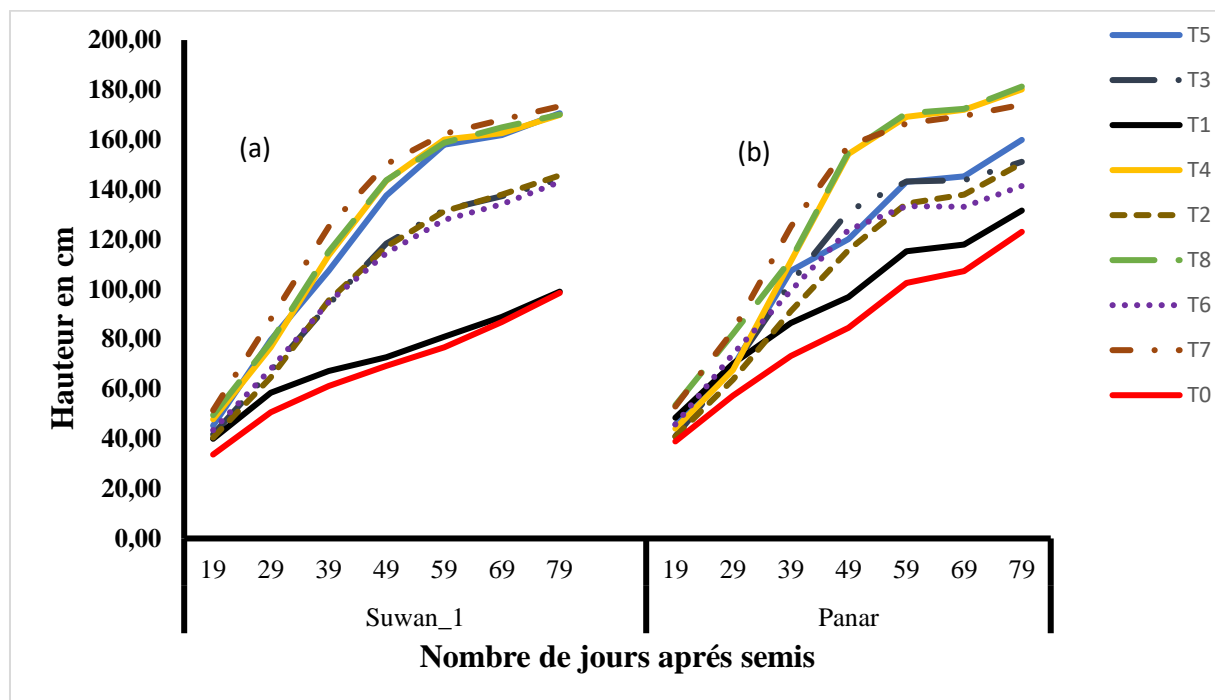 200,00
180,00
160,00
140,00
120,00
100,00
80,00
60,00
40,00
20,00
0,00
Hauteur en cm
(a)
(b)
19 29 39 49 59 69 79 19 29 39 49 59 69 79
Suwan_1 Panar
Nombre de jours aprés semis
T5
T3
T1
T4
T2
T8
T6
T7
T0